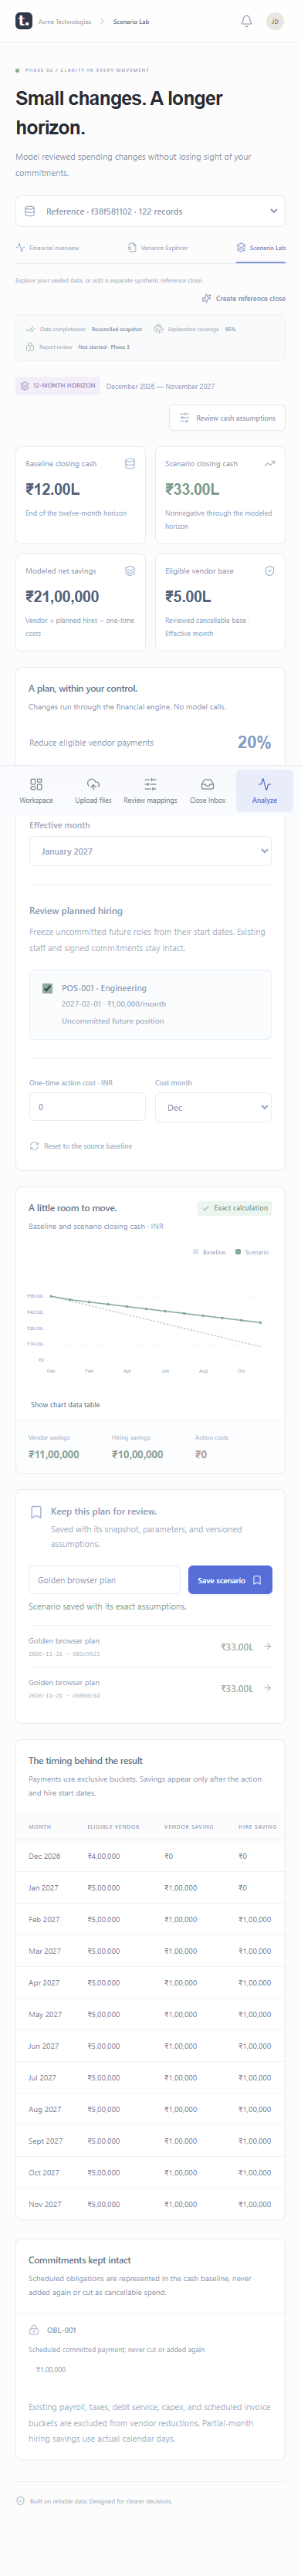 t.
Acme Technologies > Scenario Lab
JD
PHASE 02 / CLARITY IN EVERY MOVEMENT
Small changes. A longer
horizon.
Model reviewed spending changes without losing sight of your
commitments.
Reference · f38f581102 · 122 records
Financial overview
Variance Explorer
Scenario Lab
Explore your sealed data, or add a separate synthetic reference close.
Create reference close
Data completeness Reconciled snapshot
Explanation coverage 95%
Report review Not started · Phase 3
12-MONTH HORIZON
December 2026 — November 2027
Review cash assumptions
Baseline closing cash
₹12.00L
End of the twelve-month horizon
Scenario closing cash
₹33.00L
Nonnegative through the modeled
horizon
Modeled net savings
₹21,00,000
Vendor + planned hires − one-time
costs
Eligible vendor base
₹5.00L
Reviewed cancellable base ·
Effective month
A plan, within your control.
Changes run through the financial engine. No model calls.
Reduce eligible vendor payments
20%
Workspace
Upload files
Review mappings
Close Inbox
Analyze
Effective month
January 2027
Review planned hiring
Freeze uncommitted future roles from their start dates. Existing
staff and signed commitments stay intact.
POS-001 · Engineering
2027-02-01 · ₹1,00,000/month
Uncommitted future position
One-time action cost · INR
0
Cost month
Dec
Reset to the source baseline
A little room to move.
Exact calculation
Baseline and scenario closing cash · INR
Baseline
Scenario
₹42.00L
₹14.00L
₹0
Dec
Feb
Apr
Jun
Aug
Oct
Show chart data table
Vendor savings
₹11,00,000
Hiring savings
₹10,00,000
Action costs
₹0
Keep this plan for review.
Saved with its snapshot, parameters, and versioned
assumptions.
Golden browser plan
Save scenario
Scenario saved with its exact assumptions.
Golden browser plan
2026-11-21
₹33.00L
Golden browser plan
2026-11-21
₹33.00L
The timing behind the result
Payments use exclusive buckets. Savings appear only after the action
and hire start dates.
MONTH ELIGIBLE VENDOR VENDOR SAVING HIRE SAVING
Dec 2026 ₹4,00,000 ₹0 ₹0
Jan 2027 ₹5,00,000 ₹1,00,000 ₹0
Feb 2027 ₹5,00,000 ₹1,00,000 ₹1,00,000
Mar 2027 ₹5,00,000 ₹1,00,000 ₹1,00,000
Apr 2027 ₹5,00,000 ₹1,00,000 ₹1,00,000
May 2027 ₹5,00,000 ₹1,00,000 ₹1,00,000
Jun 2027 ₹5,00,000 ₹1,00,000 ₹1,00,000
Jul 2027 ₹5,00,000 ₹1,00,000 ₹1,00,000
Aug 2027 ₹5,00,000 ₹1,00,000 ₹1,00,000
Sept 2027 ₹5,00,000 ₹1,00,000 ₹1,00,000
Oct 2027 ₹5,00,000 ₹1,00,000 ₹1,00,000
Nov 2027 ₹5,00,000 ₹1,00,000 ₹1,00,000
Commitments kept intact
Scheduled obligations are represented in the cash baseline, never
added again or cut as cancellable spend.
OBL-001
Scheduled committed payment; never cut or added again
₹1,00,000
Existing payroll, taxes, debt service, capex, and scheduled invoice
buckets are excluded from vendor reductions. Partial-month
hiring savings use actual calendar days.
Built on reliable data. Designed for clearer decisions.